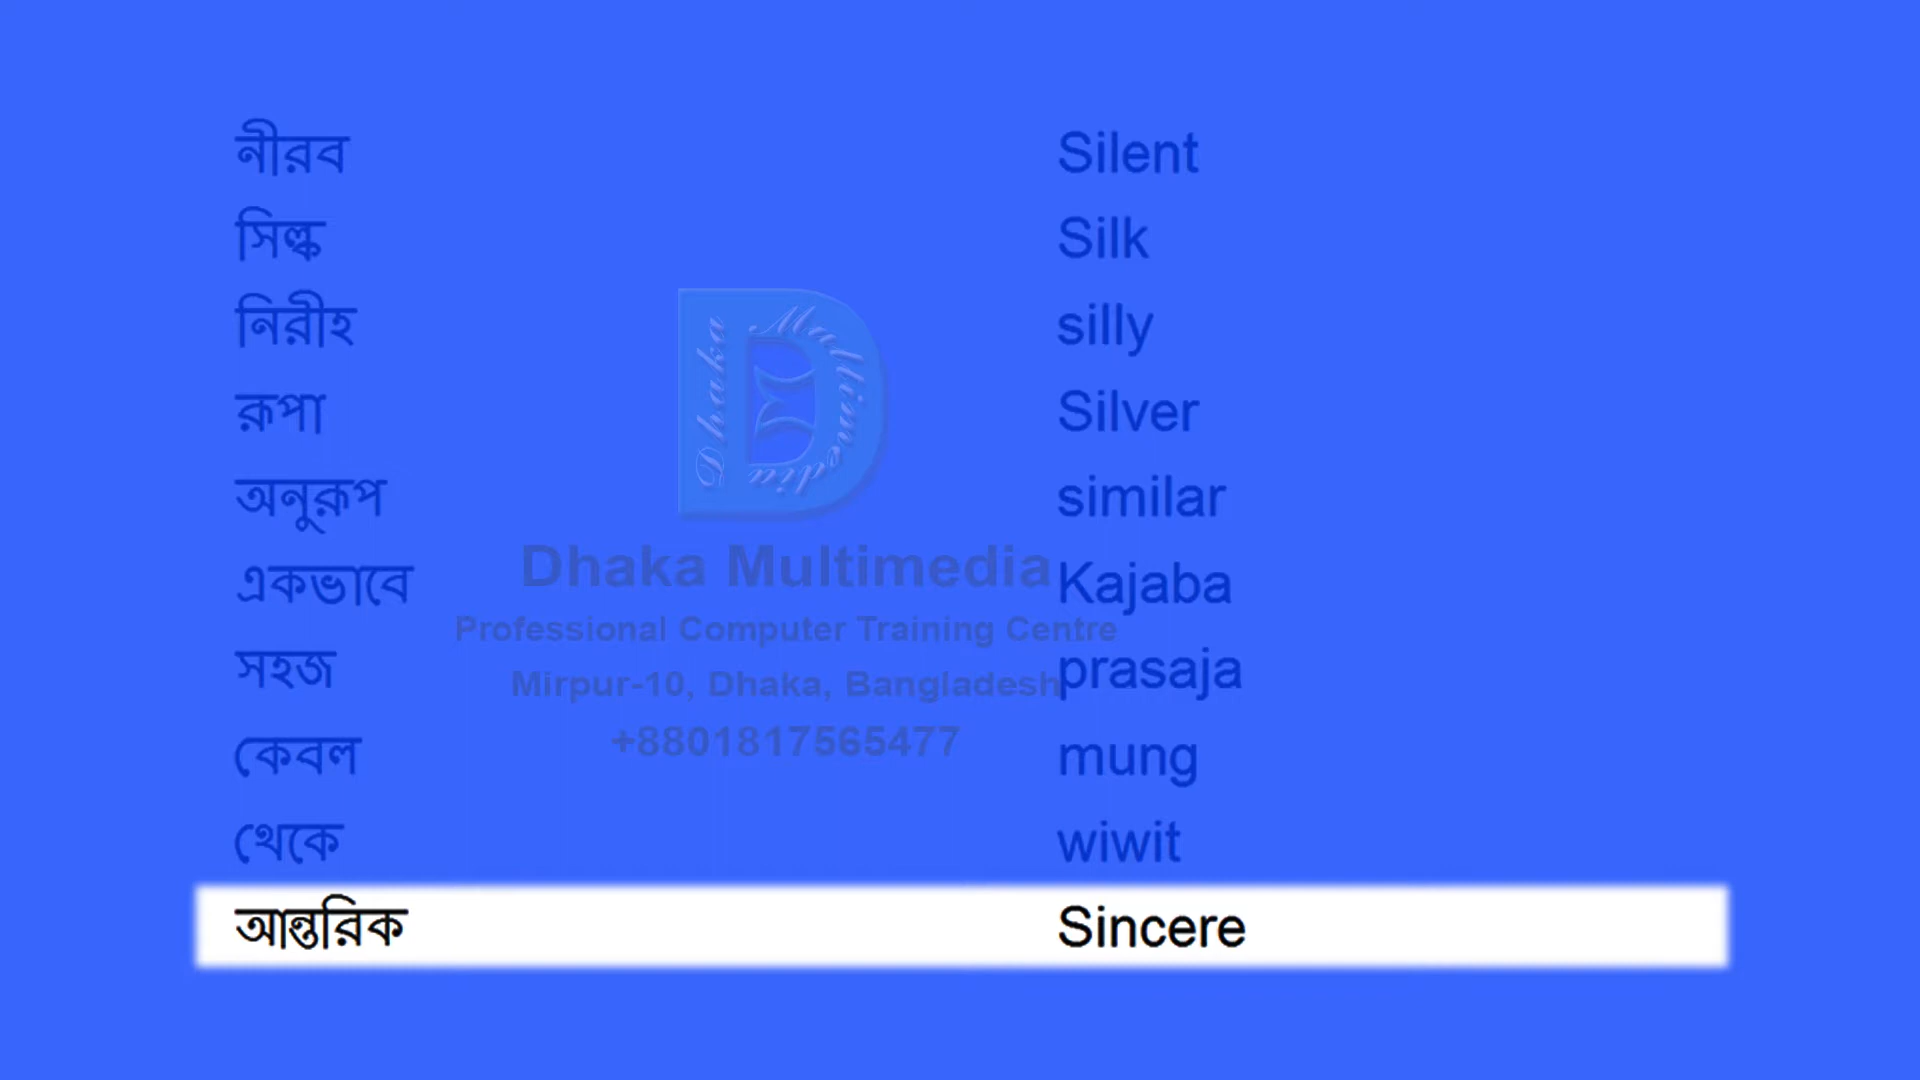 নীরব Silent
সিল্ক Silk
নিরীহ silly
রূপা Silver
অনুরূপ similar
একভাবে Kajaba
সহজ prasaja
কেবল mung
থেকে wiwit
আন্তরিক Sincere
Dhaka Multimedia
Dhaka Multimedia
Professional Computer Training Centre
Mirpur-10, Dhaka, Bangladesh
+8801817565477